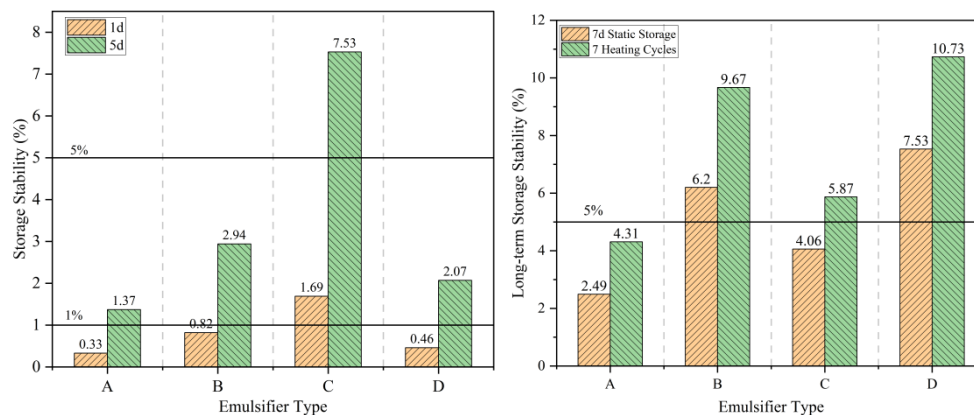 1d
5d
Storage Stability (%)
8
7
6
5
4
3
2
1
0
5%
1%
0.33
1.37
0.82
2.94
1.69
7.53
0.46
2.07
A
B
C
D
Emulsifier Type
7d Static Storage
7 Heating Cycles
Long-term Storage Stability (%)
12
10
8
6
4
2
0
5%
2.49
4.31
6.2
9.67
4.06
5.87
7.53
10.73
A
B
C
D
Emulsifier Type